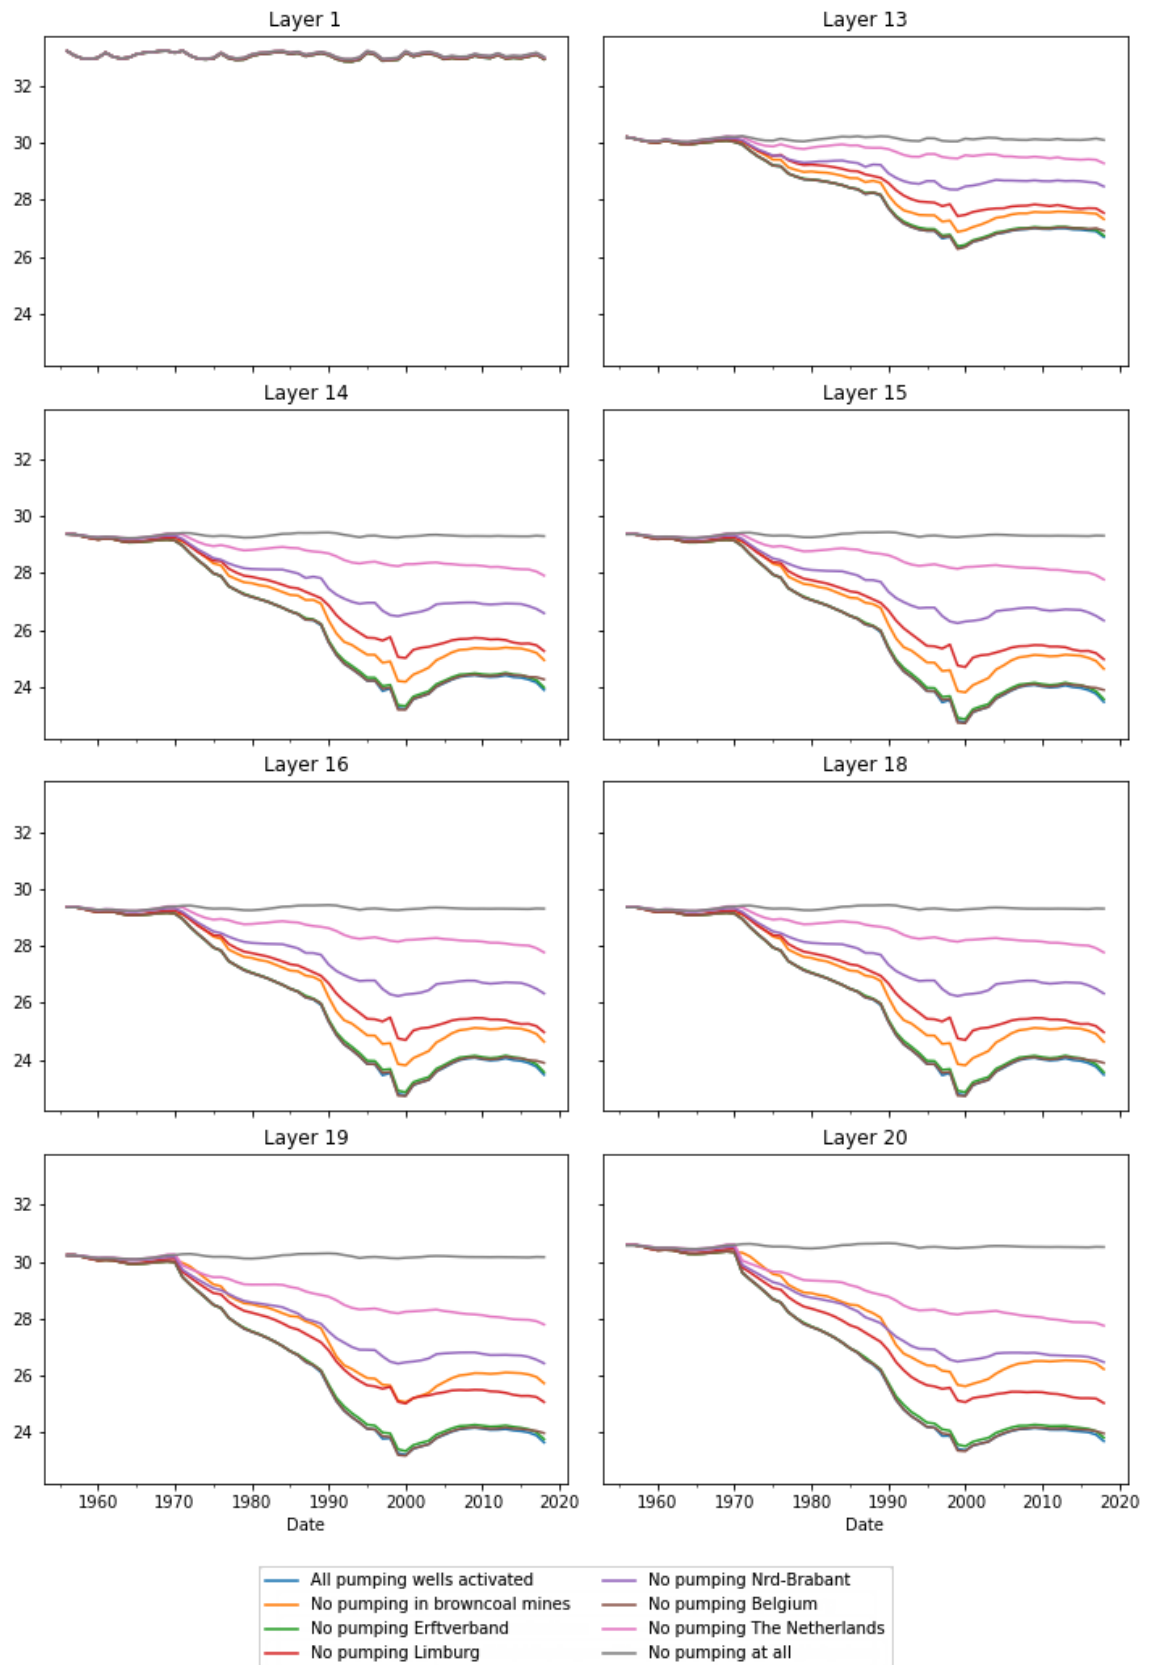 Layer 1
Layer 13
32
30
28
26
24
Layer 14
Layer 15
32
30
28
26
24
Layer 16
Layer 18
32
30
28
26
24
Layer 19
Layer 20
32
30
28
26
24
1960 1970 1980 1990 2000 2010 2020
1960 1970 1980 1990 2000 2010 2020
Date
Date
All pumping wells activated
No pumping in browncoal mines
No pumping Erftverband
No pumping Limburg
No pumping Nrd-Brabant
No pumping Belgium
No pumping The Netherlands
No pumping at all